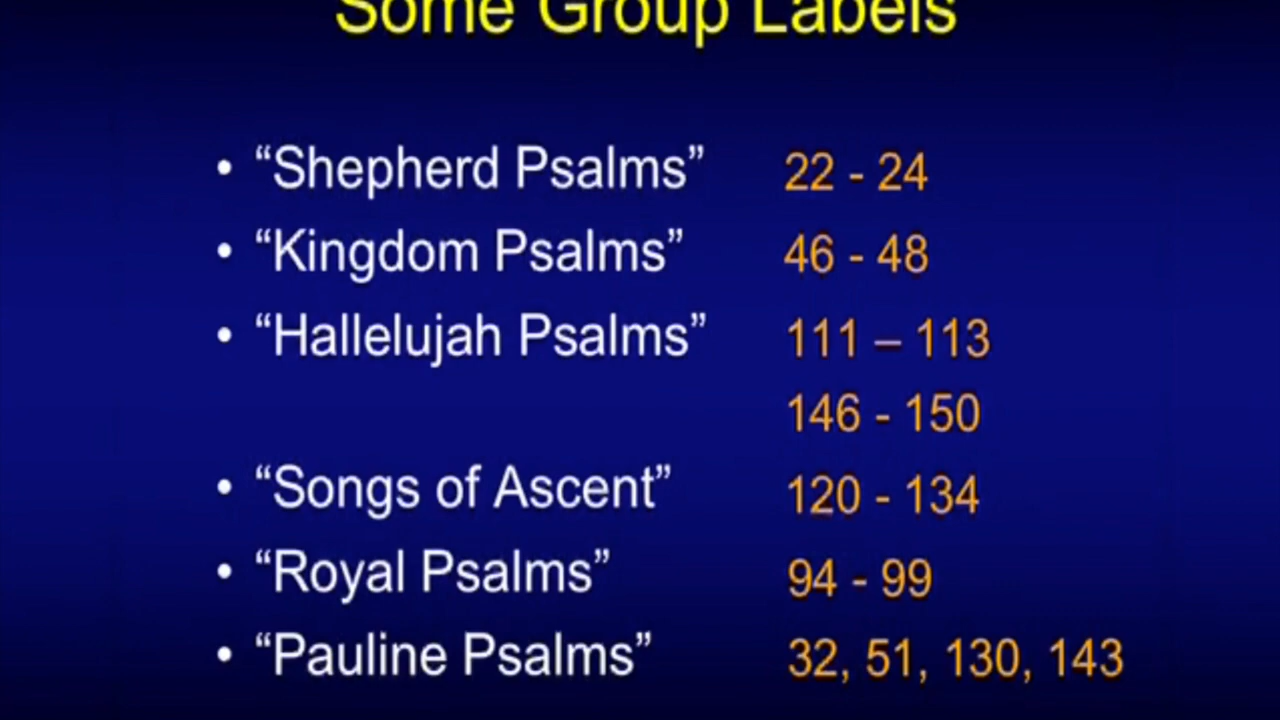 Some Group Labels
• “Shepherd Psalms” 22 - 24
• “Kingdom Psalms” 46 - 48
• “Hallelujah Psalms” 111 – 113
146 - 150
• “Songs of Ascent” 120 - 134
• “Royal Psalms” 94 - 99
• “Pauline Psalms” 32, 51, 130, 143